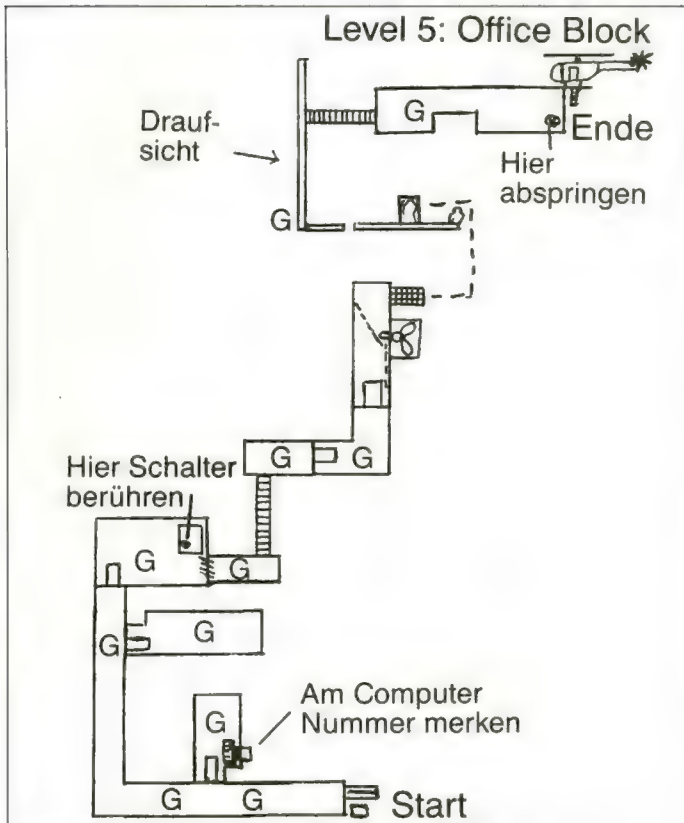 Level 5: Office Block
G
Drauf-
sicht
Ende
Hier
abspringen
G
G
G
Hier Schalter
berühren
G
G
G
G
Am Computer
Nummer merken
G
G
G
Start